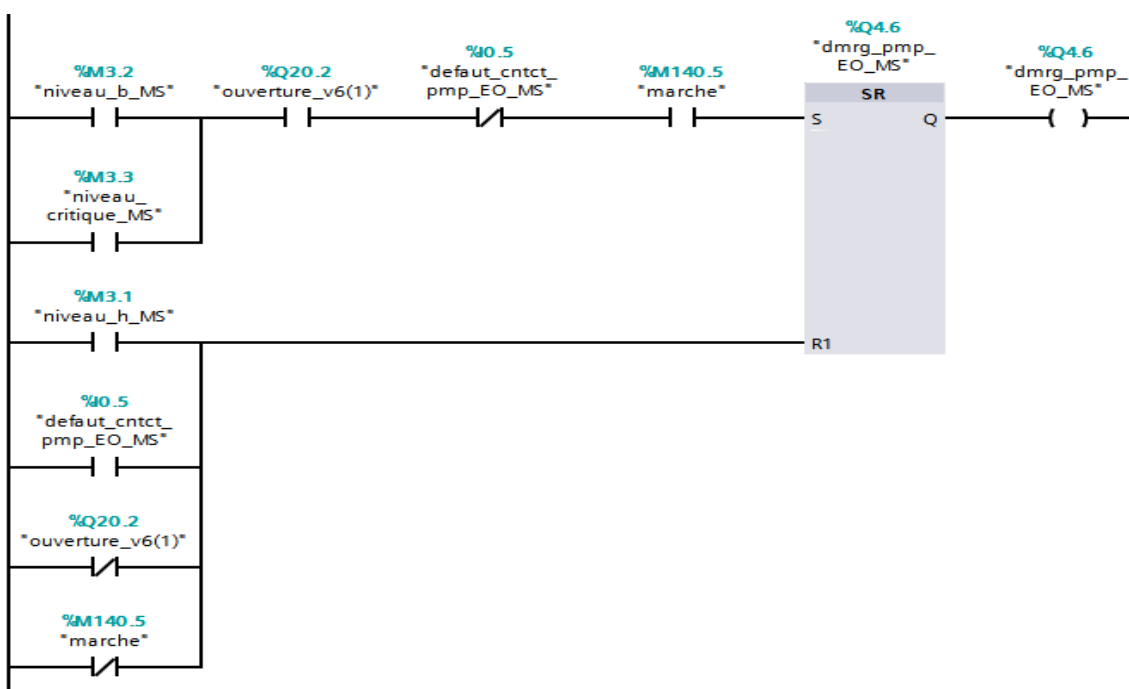 %Q4.6
"dmrg_pmp_
EO_MS"
%I0.5
"defaut_cntct_
pmp_EO_MS"
%Q4.6
"dmrg_pmp_
EO_MS"
%M3.2
"niveau_b_MS"
%Q20.2
"ouverture_v6(1)"
%M140.5
"marche"
SR
S
Q
%M3.3
"niveau_
critique_MS"
%M3.1
"niveau_h_MS"
R1
%I0.5
"defaut_cntct_
pmp_EO_MS"
%Q20.2
"ouverture_v6(1)"
%M140.5
"marche"